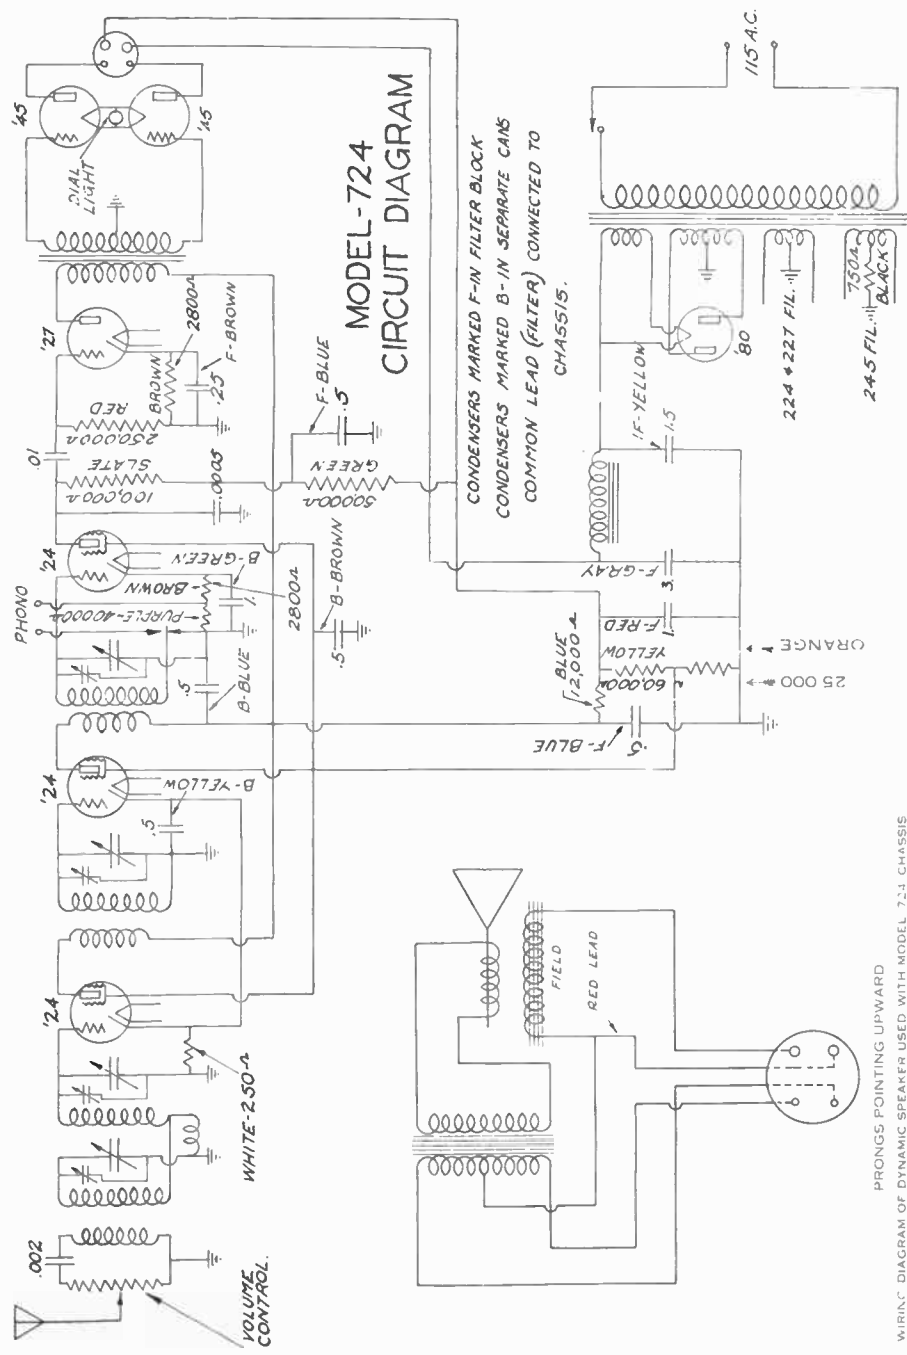 MODEL-724
CIRCUIT DIAGRAM
CONDENSERS MARKED F-IN FILTER BLOCK
CONDENSERS MARKED B-IN SEPARATE CANS
COMMON LEAD (FILTER) CONNECTED TO
CHASSIS.
.002
VOLUME
CONTROL.
WHITE-250Ω
'24
'24
B-YELLOW
.5
'24
PHONO
PURPLE-40000Ω
BROWN
B-GREEN
1.
.5
B-BLUE
2800Ω
B-BROWN
.5
.01
100,000Ω
SLATE
.0005
250,000Ω
RED
'27
BROWN
2800Ω
.25
F-BROWN
50000Ω
GREEN
F-BLUE
.5
'45
'45
DIAL
LIGHT
115 A.C.
'80
224 & 227 FIL.
245 FIL.
750Ω
BLACK
1F-YELLOW
1.5
F-GRAY
3.
F-RED
1.
BLUE
12,000Ω
YELLOW
60,000Ω
ORANGE
25 000
F-BLUE
.5
FIELD
RED LEAD
PRONGS POINTING UPWARD
WIRING DIAGRAM OF DYNAMIC SPEAKER USED WITH MODEL 724 CHASSIS